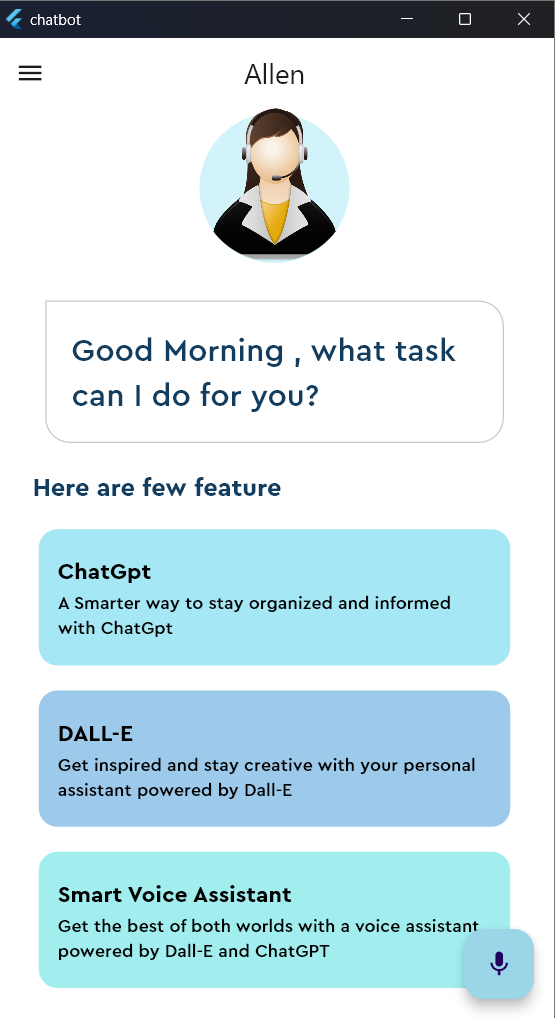 chatbot
Allen
Good Morning , what task
can I do for you?
Here are few feature
ChatGpt
A Smarter way to stay organized and informed
with ChatGpt
DALL-E
Get inspired and stay creative with your personal
assistant powered by Dall-E
Smart Voice Assistant
Get the best of both worlds with a voice assistant
powered by Dall-E and ChatGPT